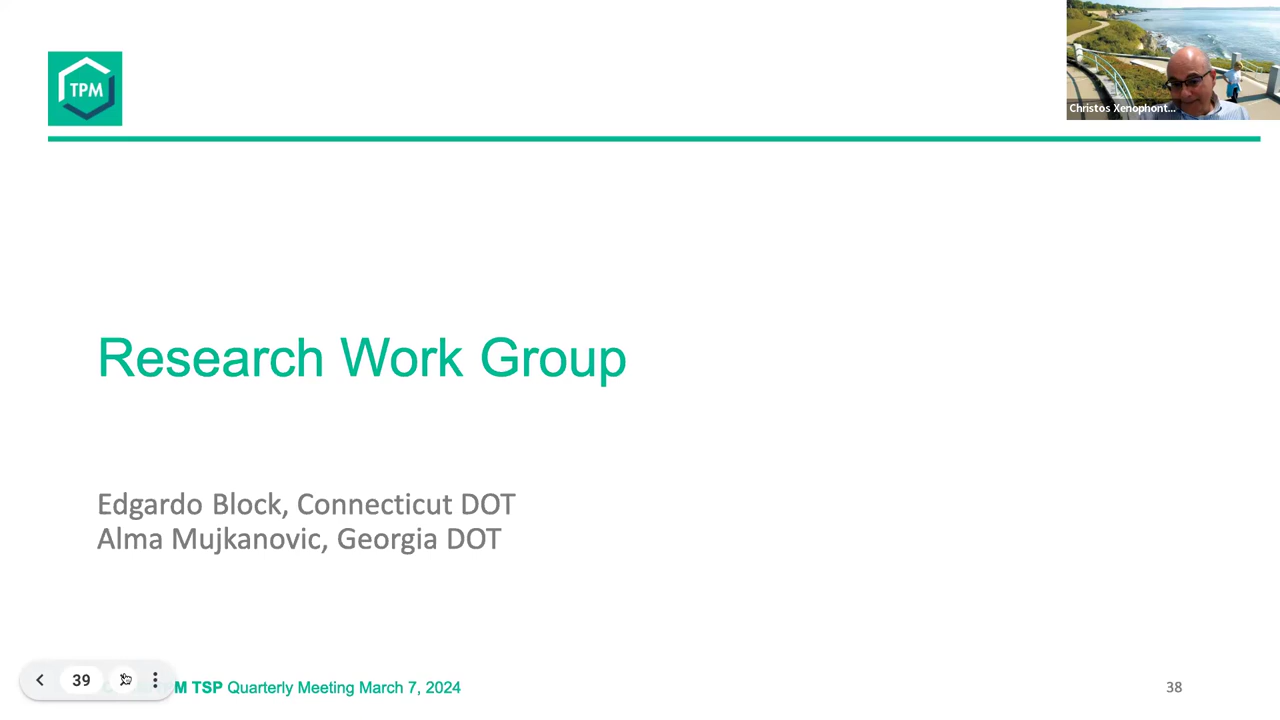 TPM
Christos Xenophont...
Research Work Group
Edgardo Block, Connecticut DOT
Alma Mujkanovic, Georgia DOT
39
M TSP Quarterly Meeting March 7, 2024
38